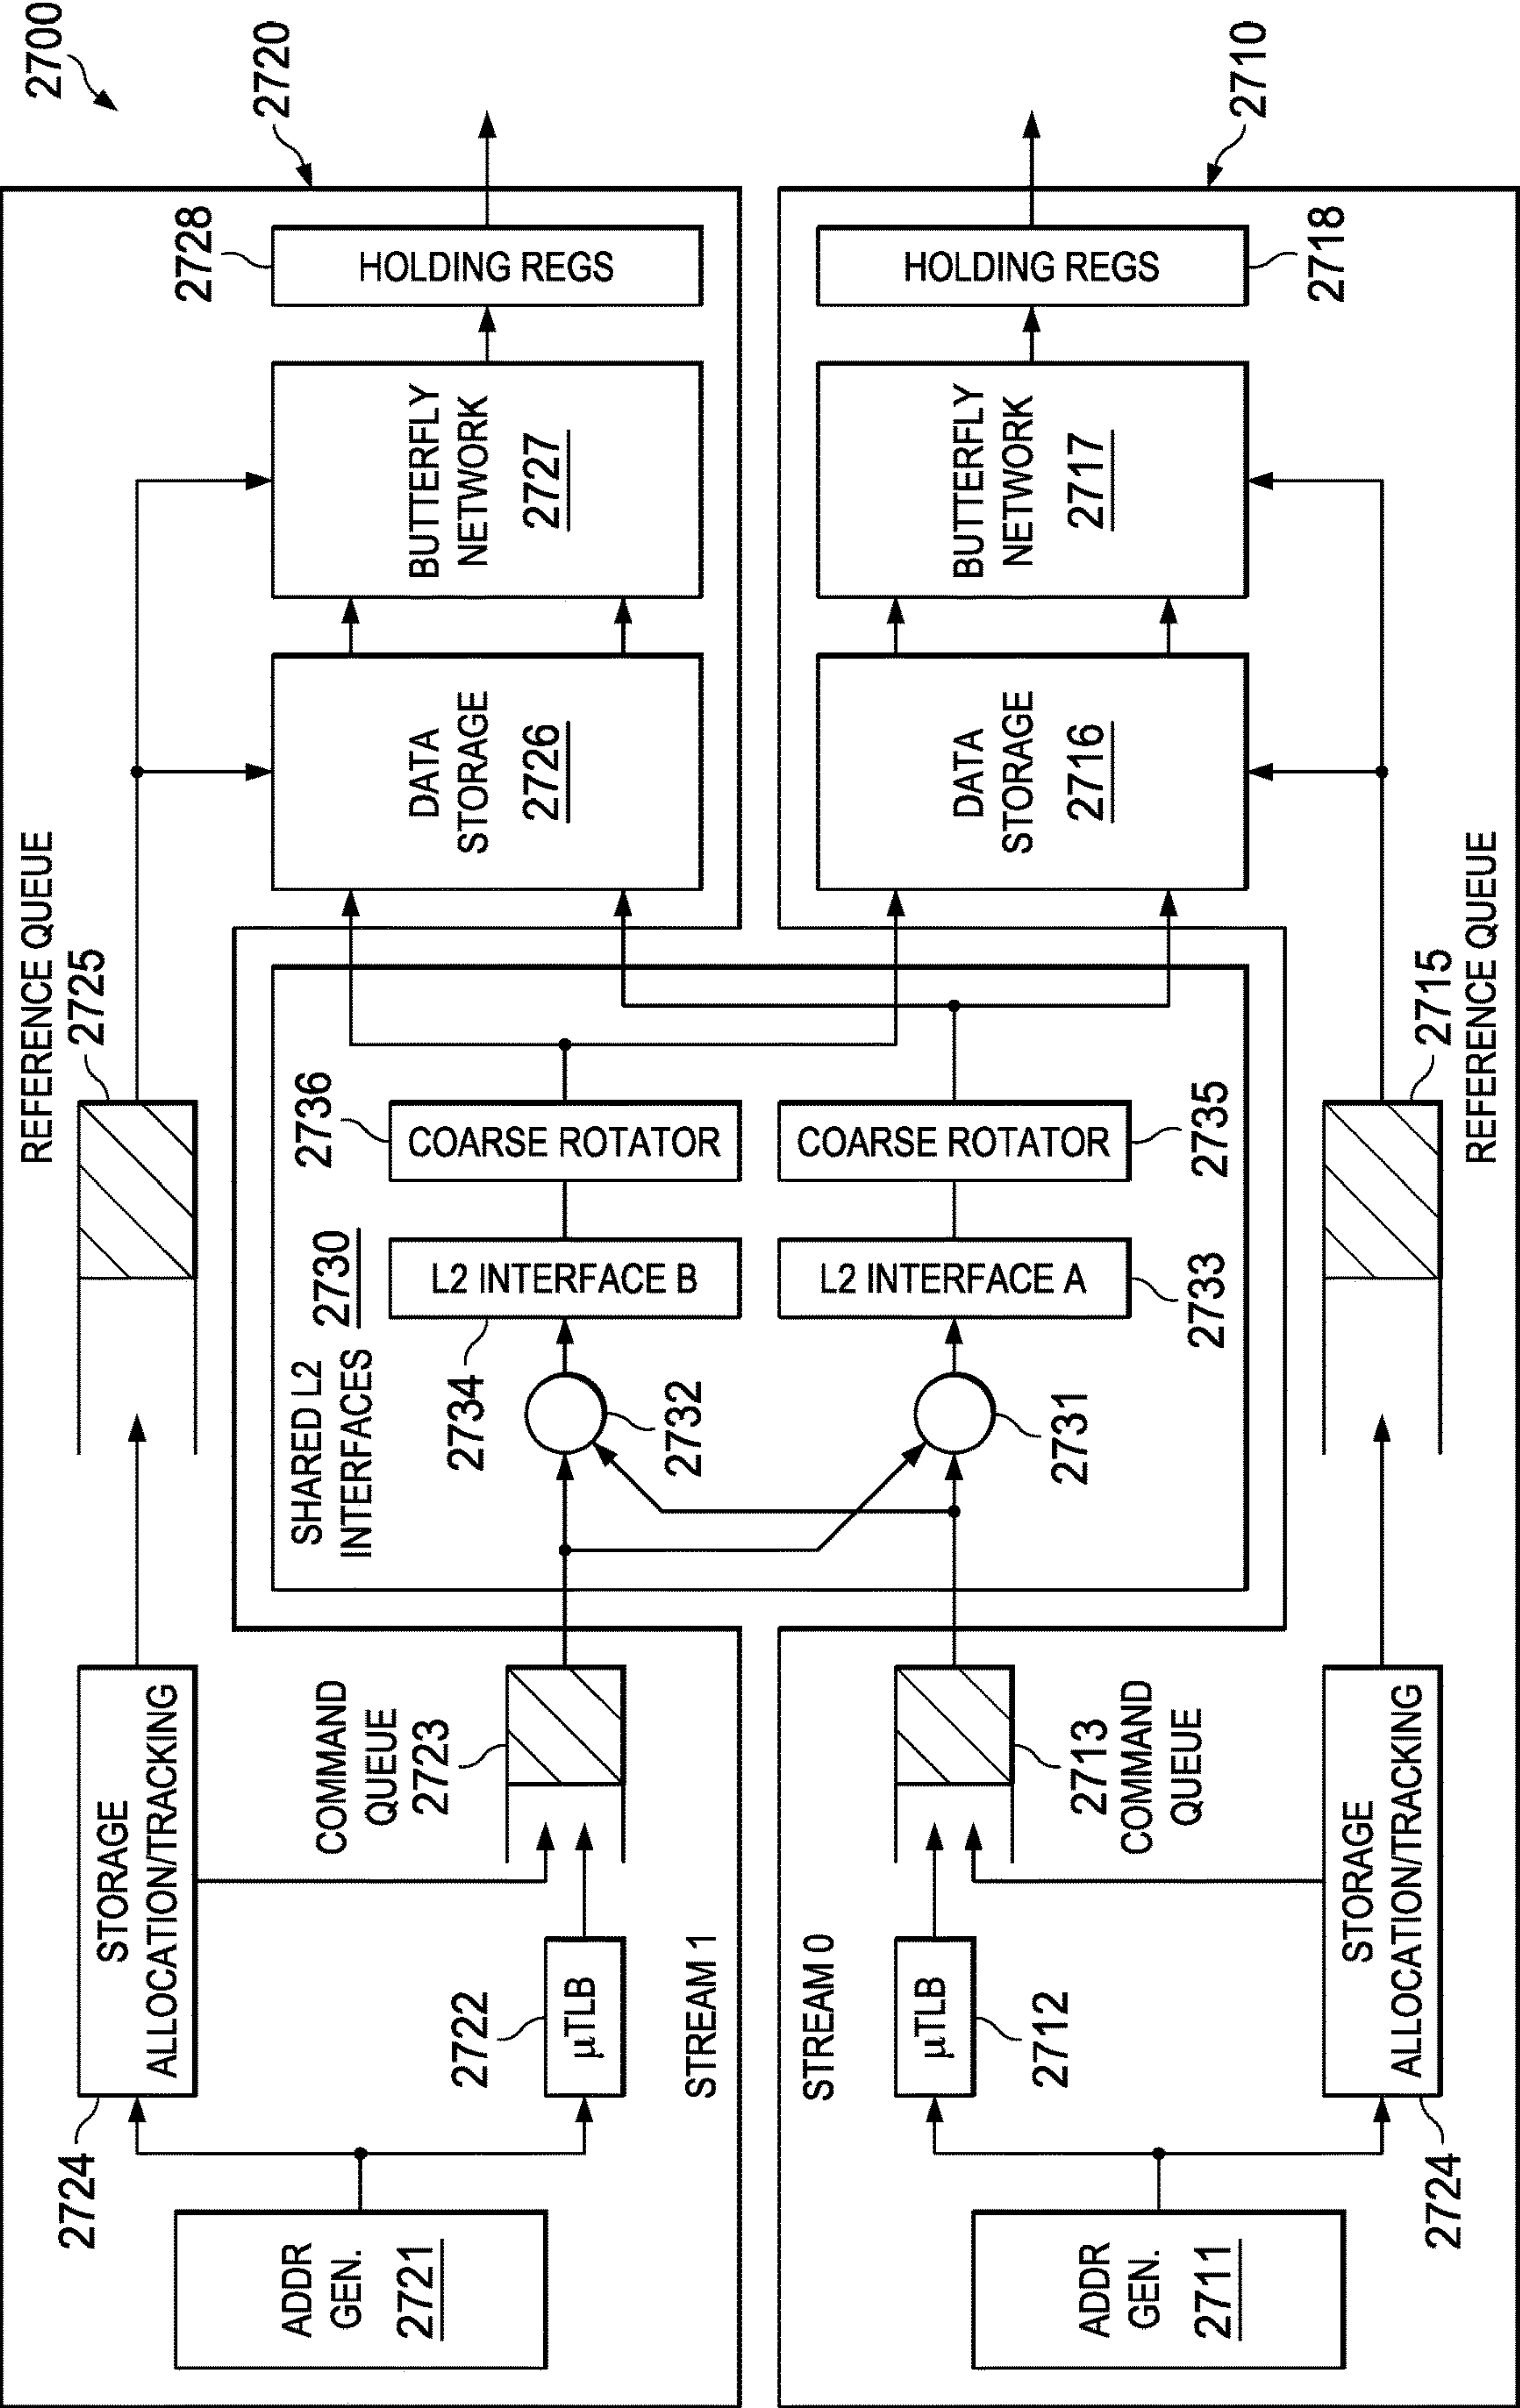 2700
2720
2728
HOLDING REGS
BUTTERFLY
NETWORK
2727
DATA
STORAGE
2726
REFERENCE QUEUE
2725
2736
COARSE ROTATOR
L2 INTERFACE B
2734
2732
SHARED L2
INTERFACES
2730
COMMAND
QUEUE
2723
STORAGE
ALLOCATION/TRACKING
2724
2722
µTLB
STREAM 1
ADDR
GEN.
2721
2710
HOLDING REGS
2718
BUTTERFLY
NETWORK
2717
DATA
STORAGE
2716
2715
REFERENCE QUEUE
COARSE ROTATOR
2735
L2 INTERFACE A
2733
2731
2713
COMMAND
QUEUE
STREAM 0
µTLB
2712
STORAGE
ALLOCATION/TRACKING
2724
ADDR
GEN.
2711